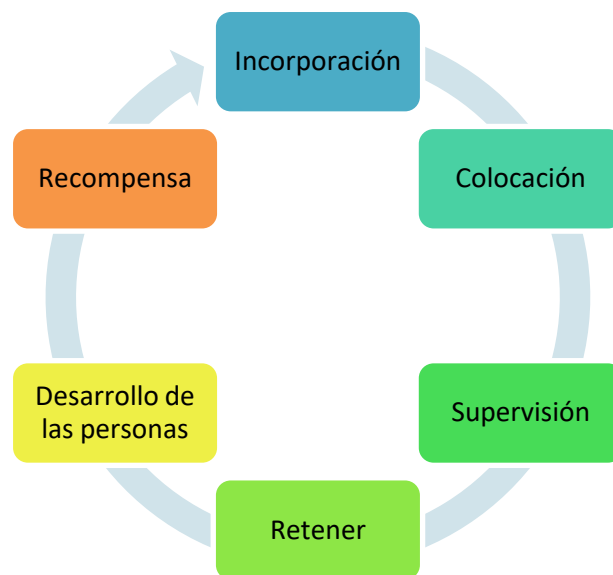 Incorporación
Colocación
Supervisión
Retener
Desarrollo de
las personas
Recompensa